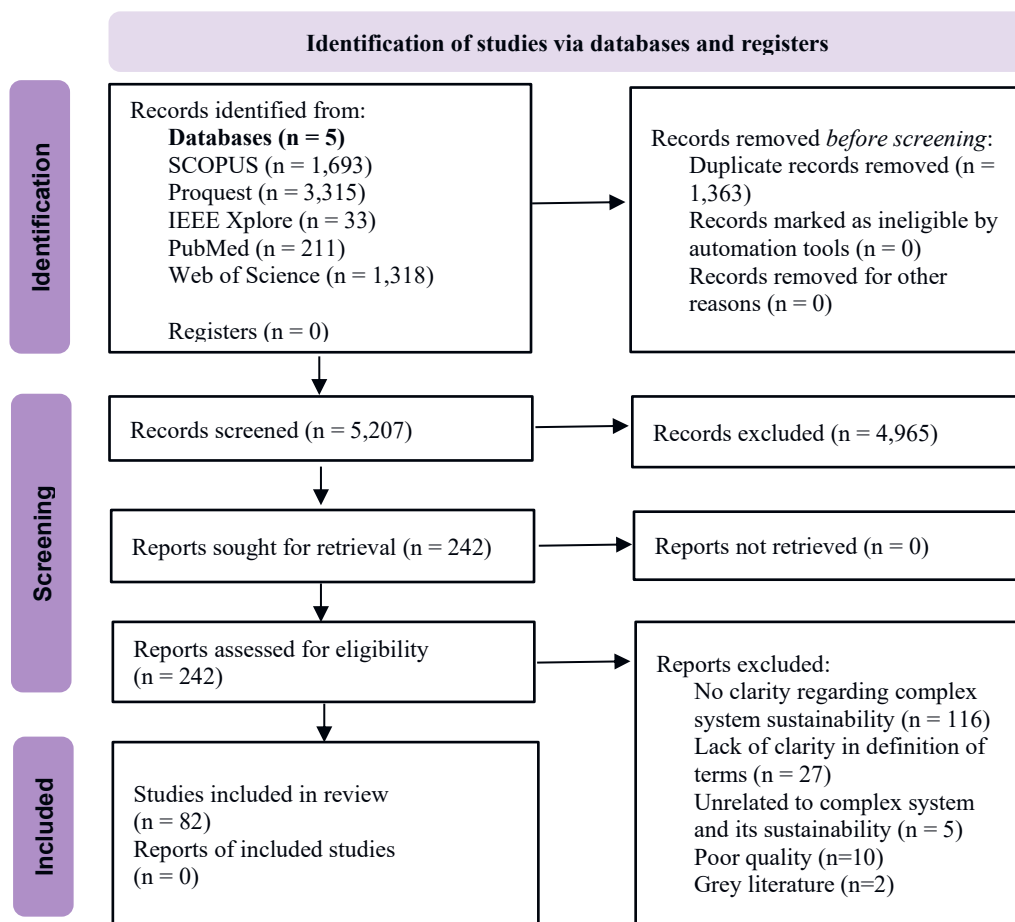 Identification of studies via databases and registers
Identification
Records identified from:
Databases (n = 5)
SCOPUS (n = 1,693)
Proquest (n = 3,315)
IEEE Xplore (n = 33)
PubMed (n = 211)
Web of Science (n = 1,318)
Registers (n = 0)
Records removed before screening:
Duplicate records removed (n =
1,363)
Records marked as ineligible by
automation tools (n = 0)
Records removed for other
reasons (n = 0)
Screening
Records screened (n = 5,207)
Records excluded (n = 4,965)
Reports sought for retrieval (n = 242)
Reports not retrieved (n = 0)
Reports assessed for eligibility
(n = 242)
Reports excluded:
No clarity regarding complex
system sustainability (n = 116)
Lack of clarity in definition of
terms (n = 27)
Unrelated to complex system
and its sustainability (n = 5)
Poor quality (n=10)
Grey literature (n=2)
Included
Studies included in review
(n = 82)
Reports of included studies
(n = 0)